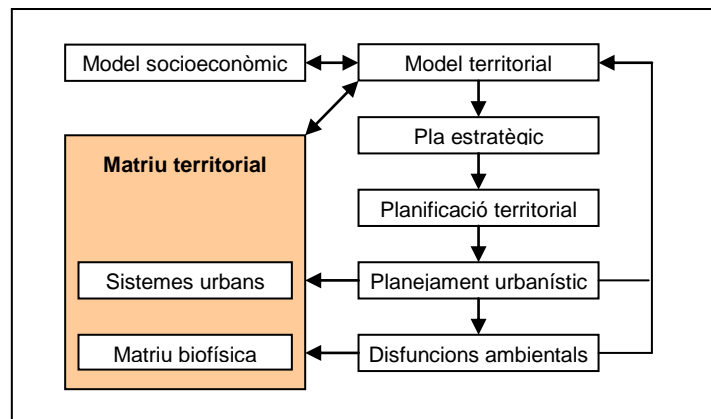 Model socioeconòmic
Model territorial
Pla estratègic
Matriu territorial
Planificació territorial
Sistemes urbans
Planejament urbanístic
Matriu biofísica
Disfuncions ambientals